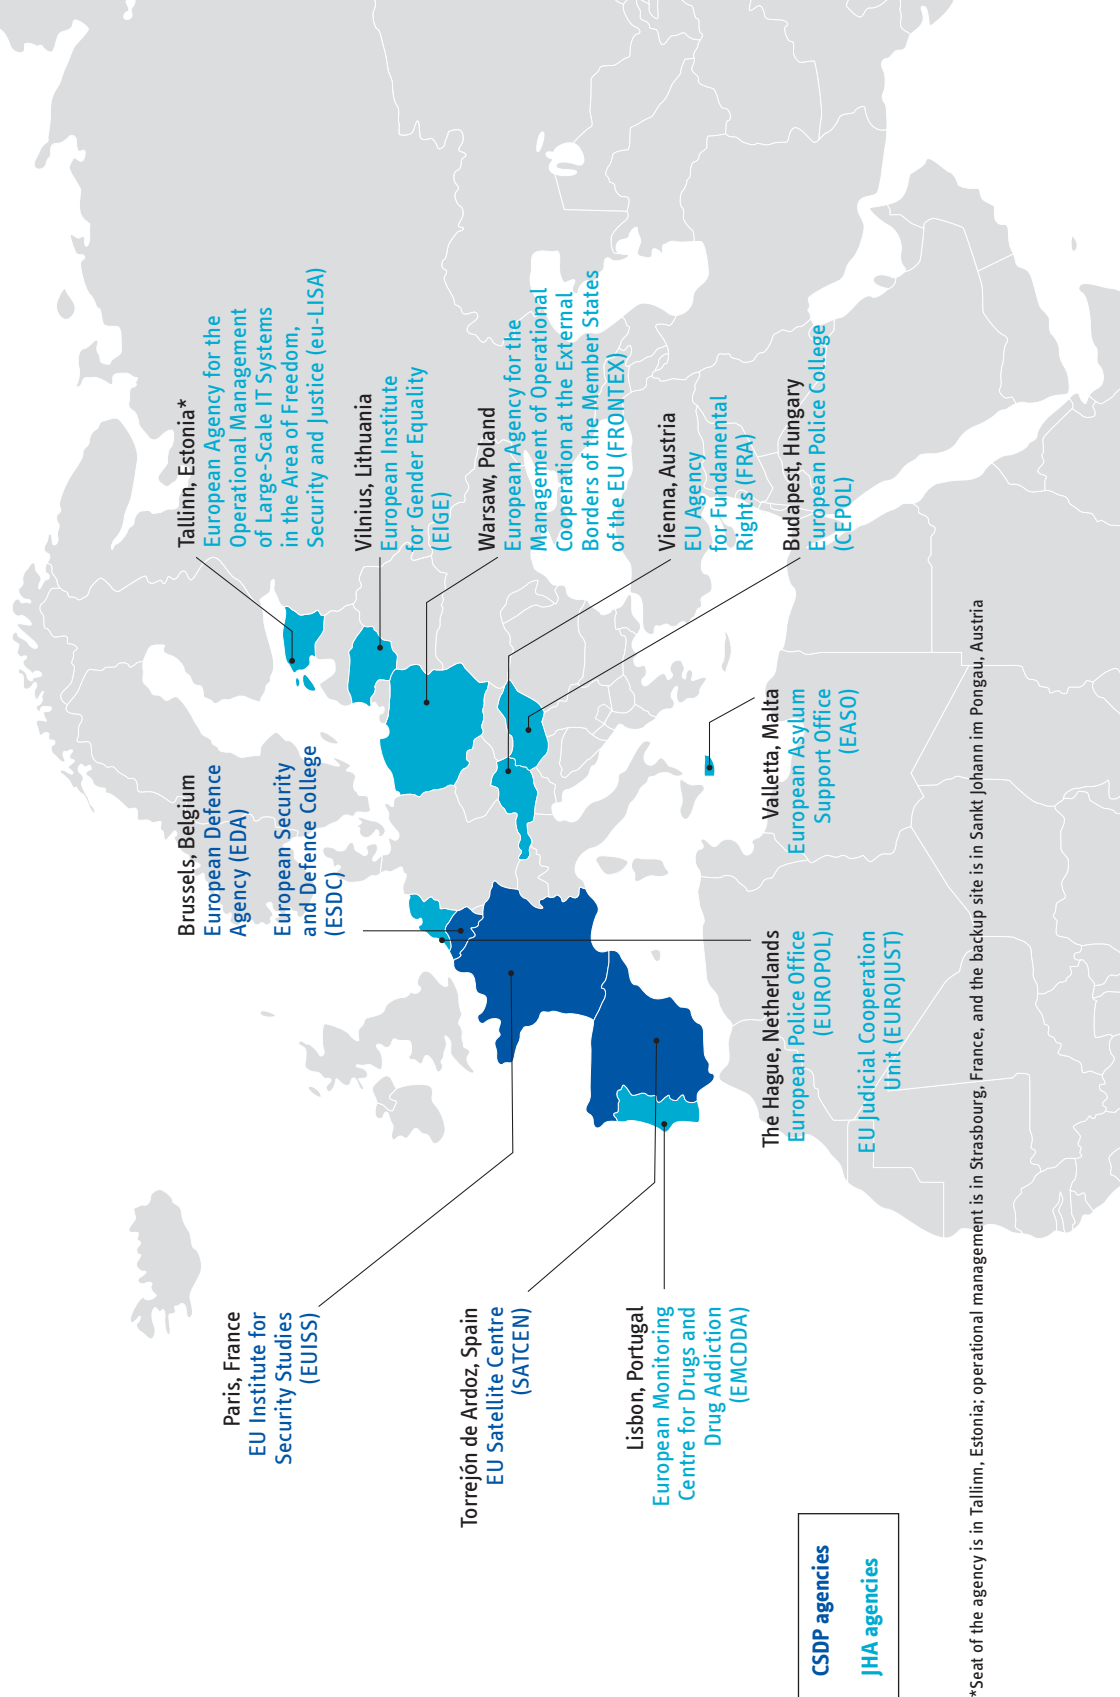 Tallinn, Estonia*
European Agency for the
Operational Management
of Large-Scale IT Systems
in the Area of Freedom,
Security and Justice (eu-LISA)
Vilnius, Lithuania
European Institute
for Gender Equality
(EIGE)
Warsaw, Poland
European Agency for the
Management of Operational
Cooperation at the External
Borders of the Member States
of the EU (FRONTEX)
Vienna, Austria
EU Agency
for Fundamental
Rights (FRA)
Budapest, Hungary
European Police College
(CEPOL)
Brussels, Belgium
European Defence
Agency (EDA)
European Security
and Defence College
(ESDC)
Valletta, Malta
European Asylum
Support Office
(EASO)
The Hague, Netherlands
European Police Office
(EUROPOL)
EU Judicial Cooperation
Unit (EUROJUST)
Paris, France
EU Institute for
Security Studies
(EUISS)
Torrejón de Ardoz, Spain
EU Satellite Centre
(SATCEN)
Lisbon, Portugal
European Monitoring
Centre for Drugs and
Drug Addiction
(EMCDDA)
CSDP agencies
JHA agencies
*Seat of the agency is in Tallinn, Estonia; operational management is in Strasbourg, France, and the backup site is in Sankt Johann im Pongau, Austria